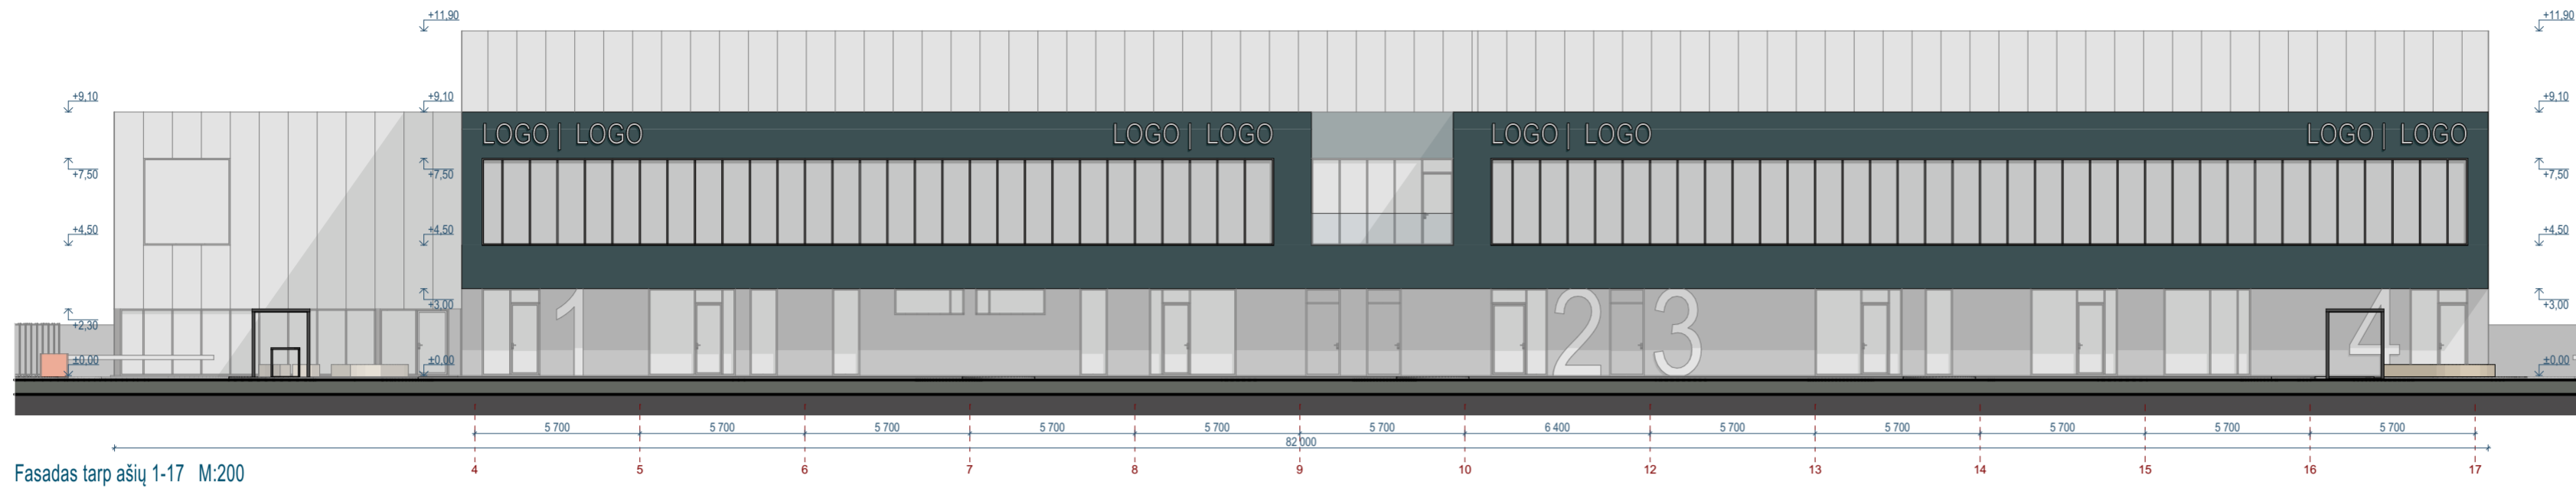 +11,90 +11,90
+9,10 +9,10 +9,10
LOGO | LOGO LOGO | LOGO LOGO | LOGO LOGO | LOGO
+7,50 +7,50 +7,50
+4,50 +4,50 +4,50
+3,00 +3,00
1 2 3 4
+2,30
±0,00 ±0,00 ±0,00
5 700 5 700 5 700 5 700 5 700 5 700 6 400 5 700 5 700 5 700 5 700 5 700
82 000
4 5 6 7 8 9 10 12 13 14 15 16 17
Fasadas tarp ašių 1-17 M:200